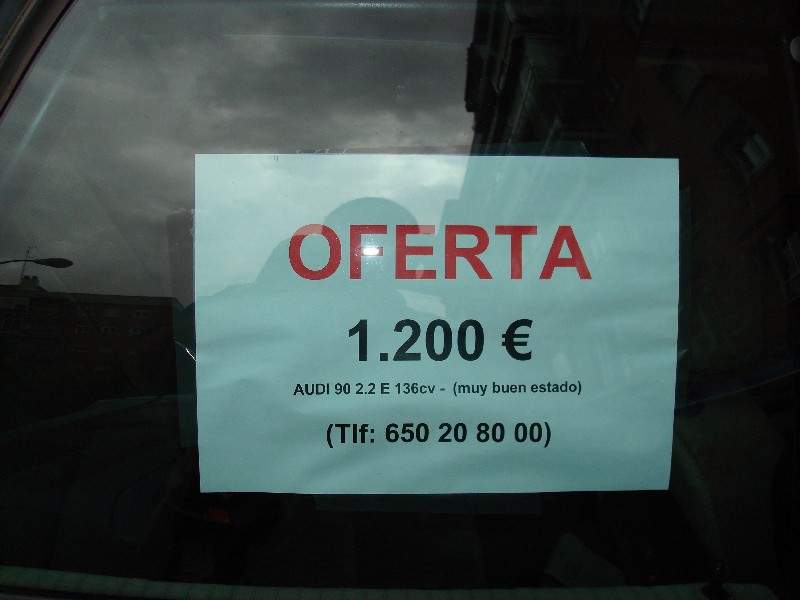 OFERTA
1.200 €
AUDI 90 2.2 E 136cv - (muy buen estado)
(Tlf: 650 20 80 00)